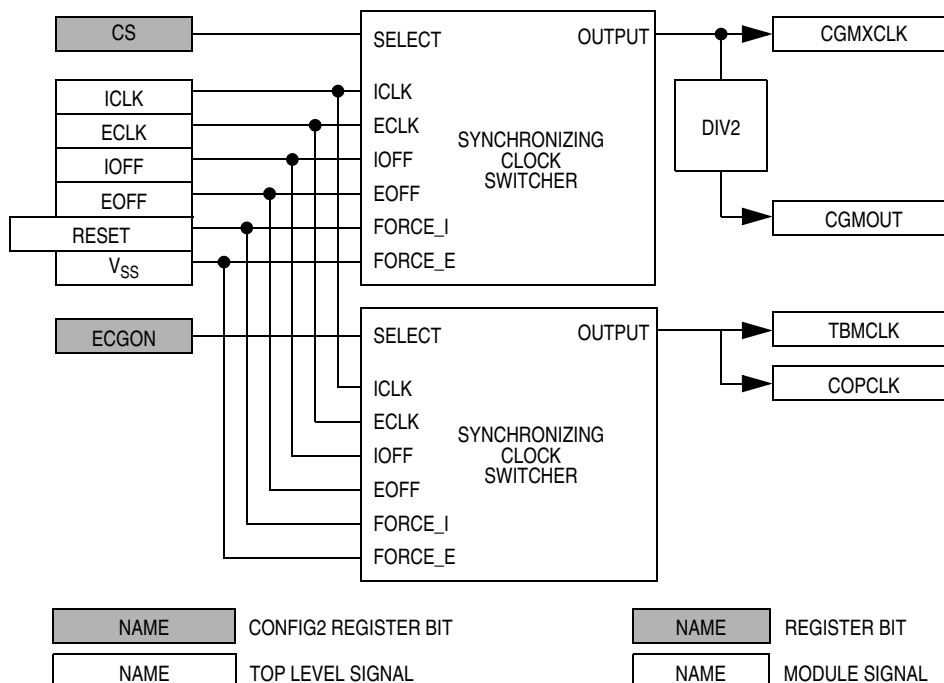 CS
SELECT
OUTPUT
CGMXCLK
ICLK
ICLK
ECLK
ECLK
IOFF
IOFF
EOFF
EOFF
RESET
FORCE_I
VSS
FORCE_E
SYNCHRONIZING
CLOCK
SWITCHER
DIV2
CGMOUT
ECGON
SELECT
OUTPUT
TBMCLK
COPCLK
ICLK
ECLK
IOFF
EOFF
FORCE_I
FORCE_E
SYNCHRONIZING
CLOCK
SWITCHER
NAME CONFIG2 REGISTER BIT
NAME REGISTER BIT
NAME TOP LEVEL SIGNAL
NAME MODULE SIGNAL